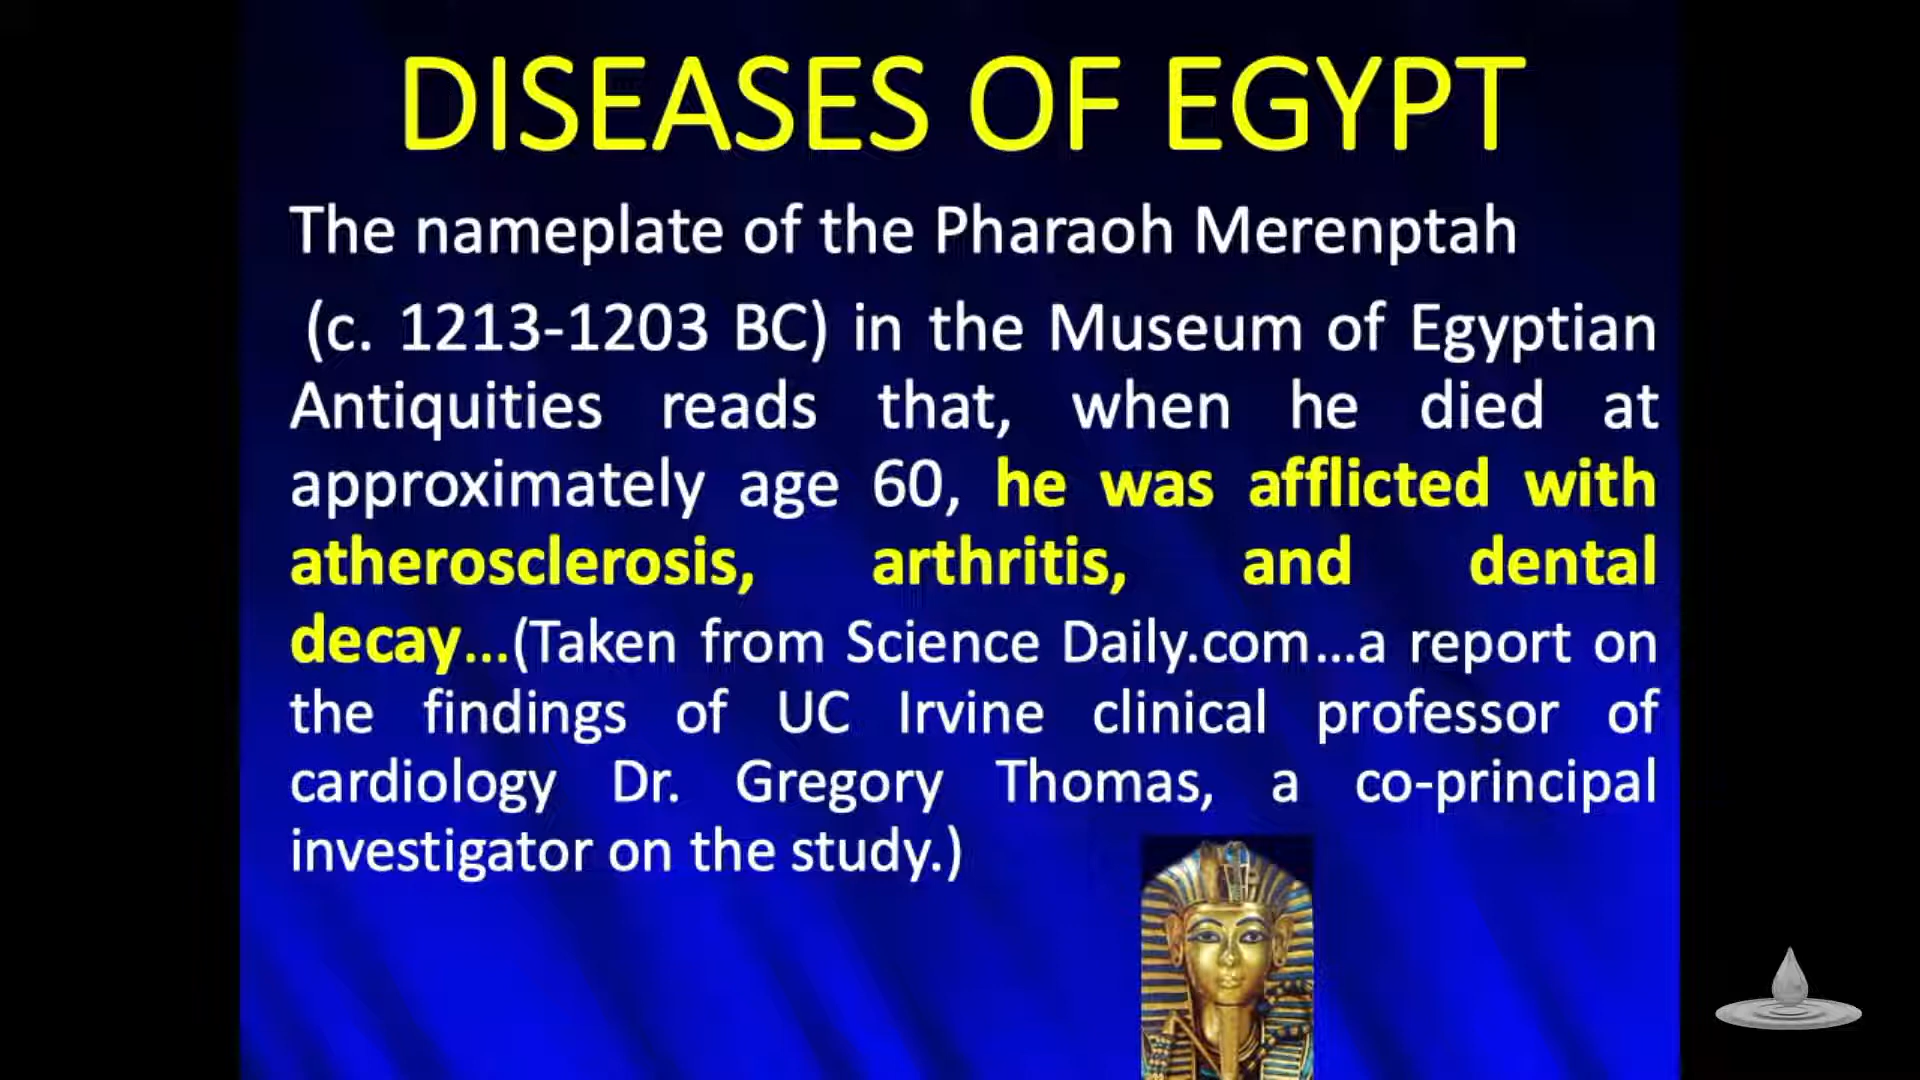 DISEASES OF EGYPT
The nameplate of the Pharaoh Merenptah
(c. 1213-1203 BC) in the Museum of Egyptian
Antiquities reads that, when he died at
approximately age 60, he was afflicted with
atherosclerosis, arthritis, and dental
decay...(Taken from Science Daily.com...a report on
the findings of UC Irvine clinical professor of
cardiology Dr. Gregory Thomas, a co-principal
investigator on the study.)